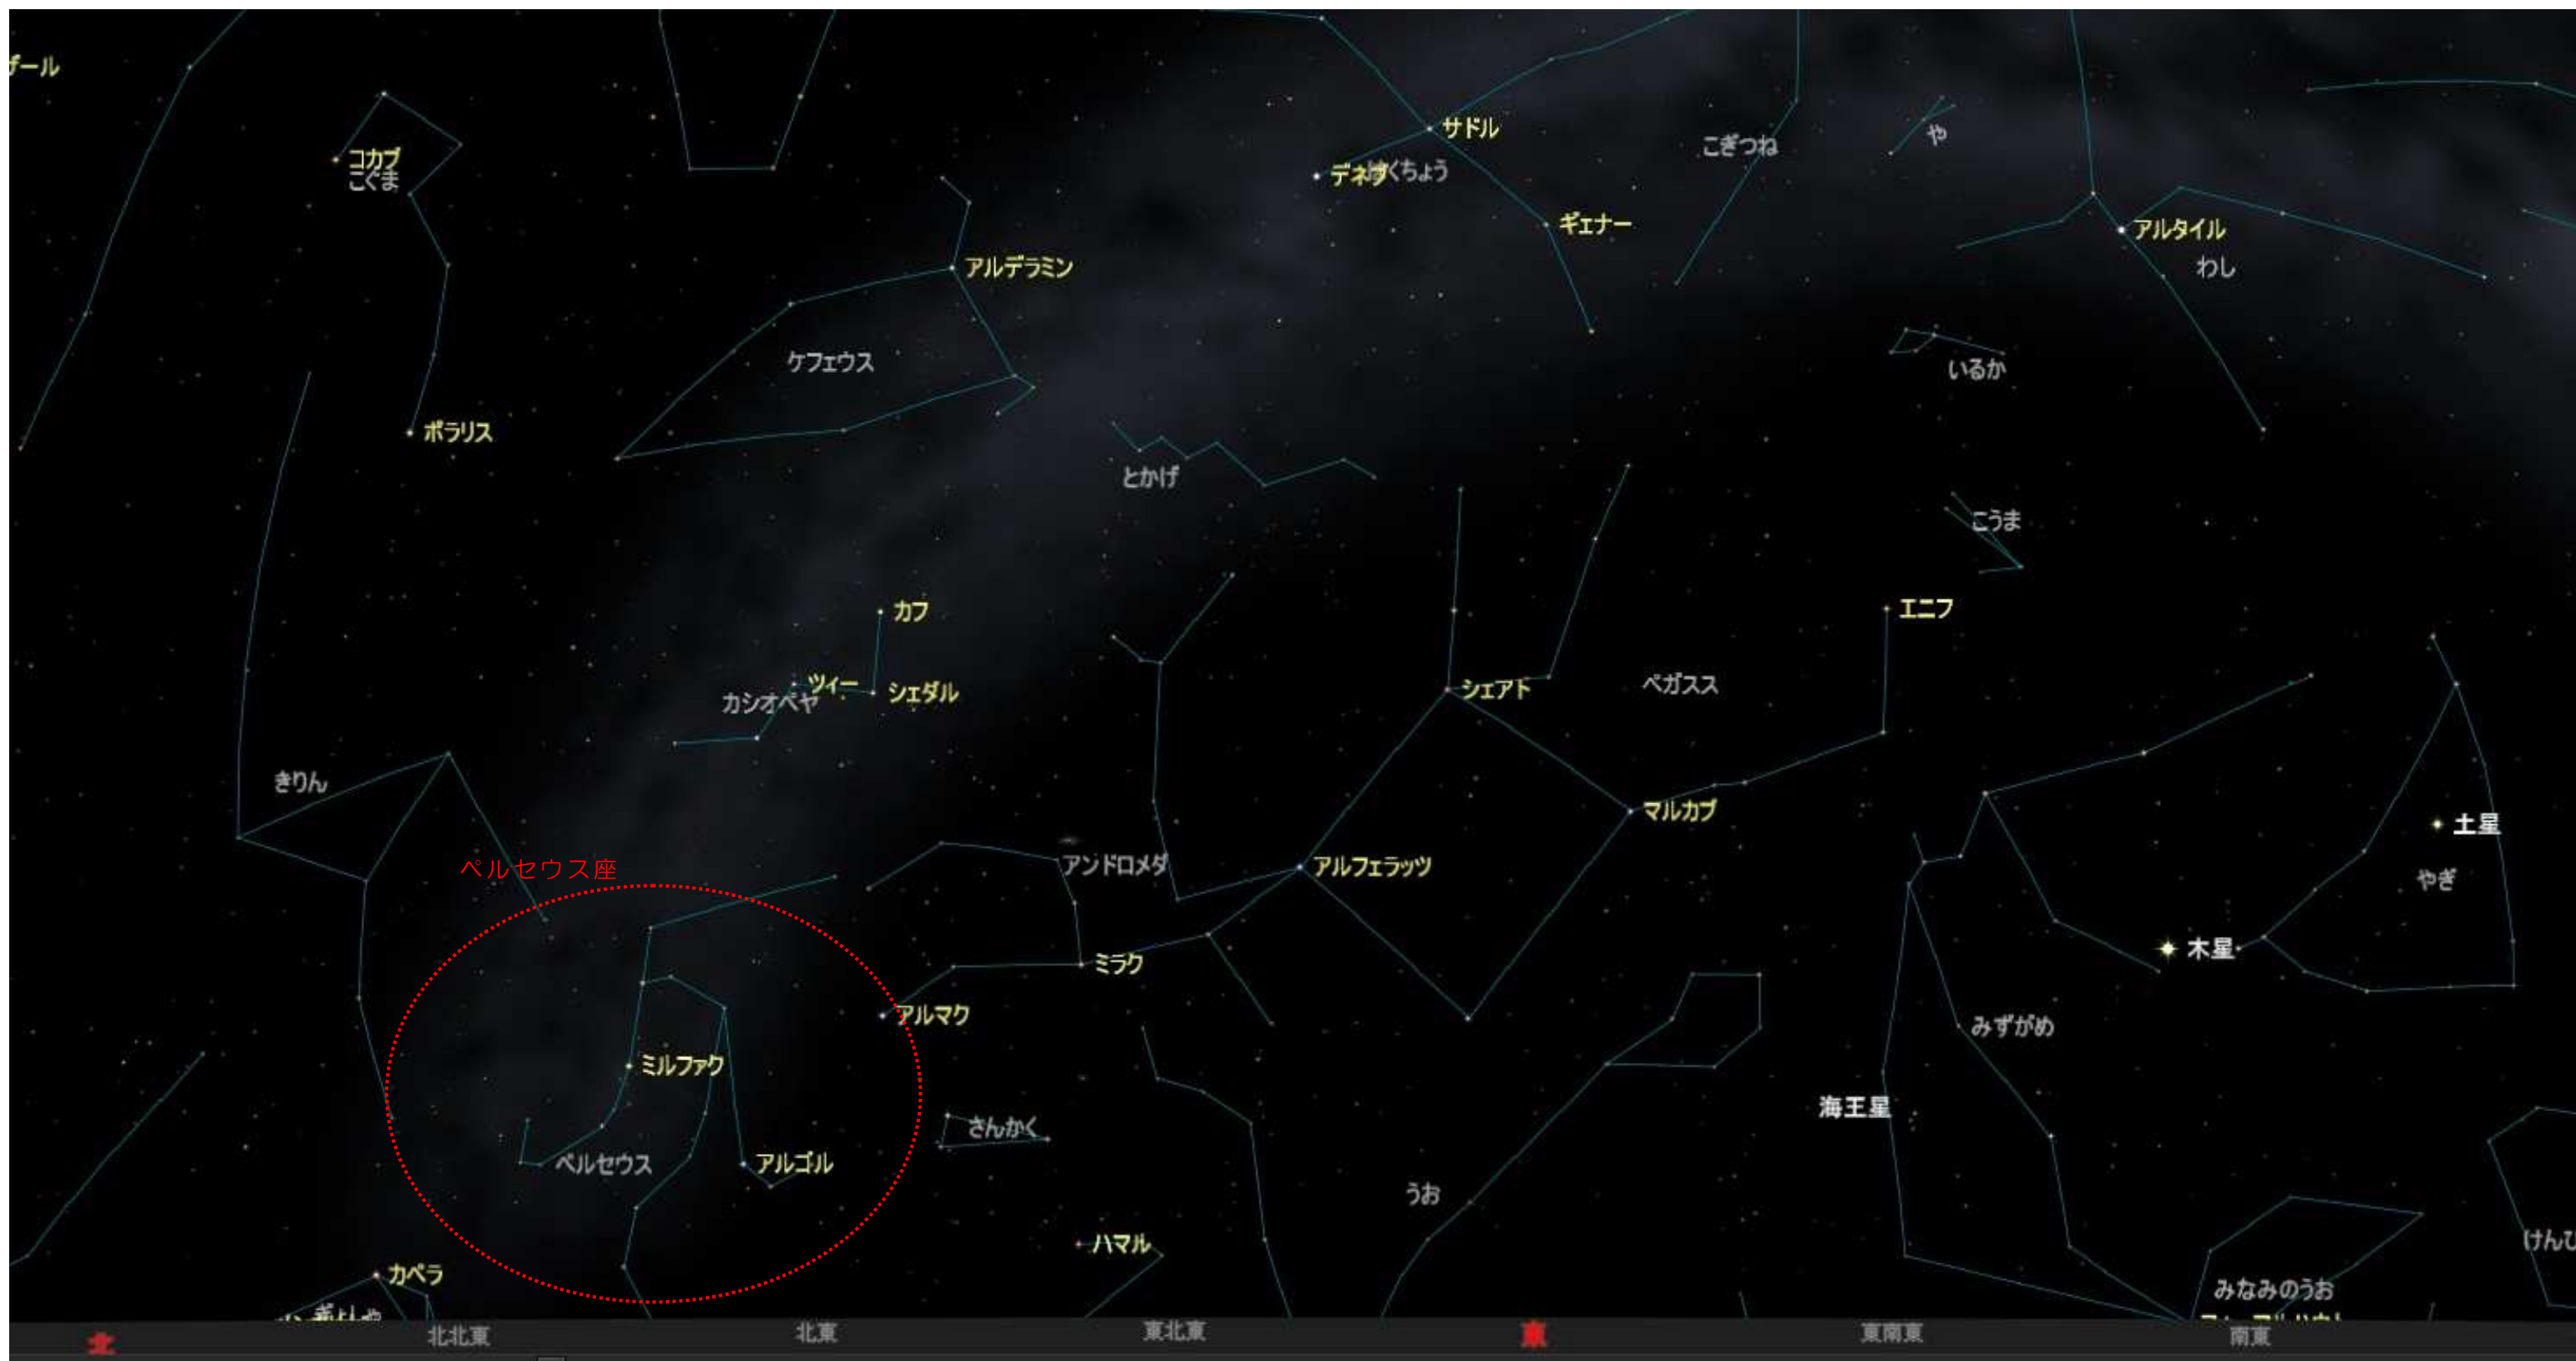 ザール
コカブ
こぐま
サドル
デネブ
はくちょう
こぎつね
や
ギェナー
アルタイル
わし
アルデラミン
ケフェウス
いるか
ポラリス
とかげ
こうま
カフ
エニフ
ツィー
シェダル
カシオペヤ
シェアト
ペガスス
きりん
マルカブ
土星
ペルセウス座
アンドロメダ
アルフェラッツ
やぎ
ミラク
木星
アルマク
みずがめ
ミルファク
海王星
さんかく
ペルセウス
アルゴル
うお
ハマル
けんび
カペラ
みなみのうお
ぎょしゃ
北
北北東
北東
東北東
東
東南東
南東